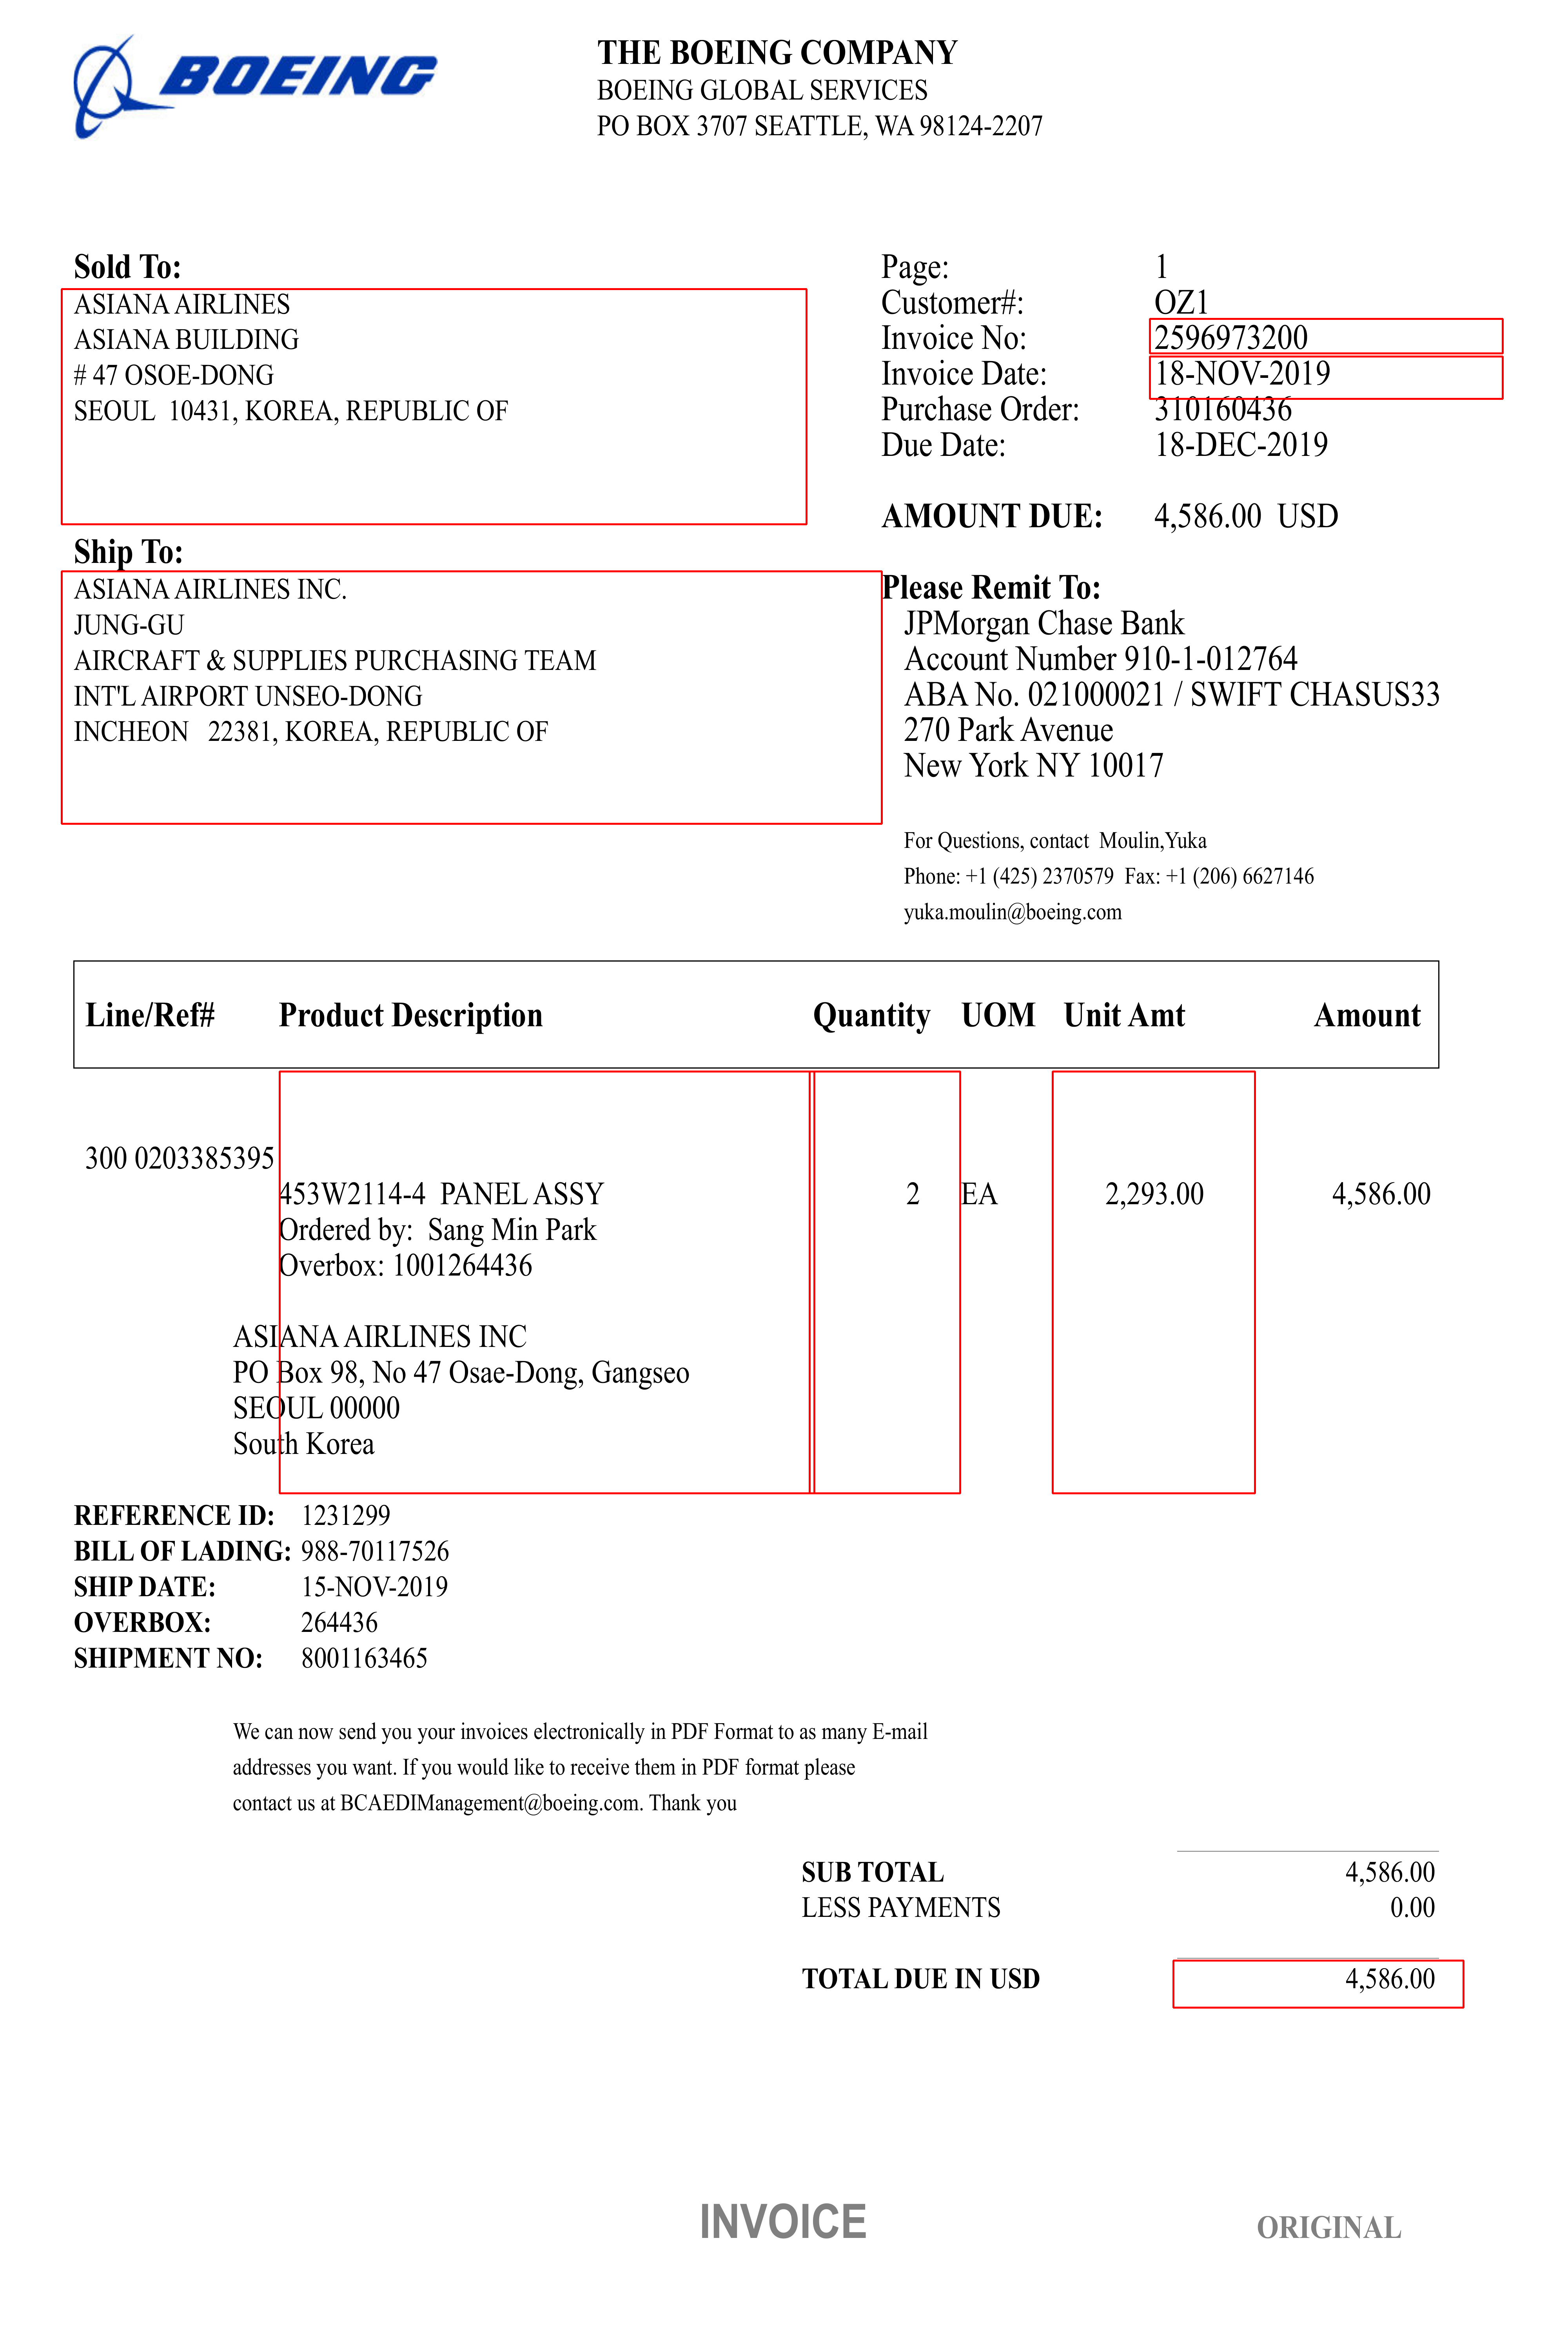 BOEING
THE BOEING COMPANY
BOEING GLOBAL SERVICES
PO BOX 3707 SEATTLE, WA 98124-2207
Sold To:
ASIANA AIRLINES
ASIANA BUILDING
# 47 OSOE-DONG
SEOUL 10431, KOREA, REPUBLIC OF
Page: 1
Customer#: OZ1
Invoice No: 2596973200
Invoice Date: 18-NOV-2019
Purchase Order: 310160436
Due Date: 18-DEC-2019
AMOUNT DUE: 4,586.00 USD
Ship To:
ASIANA AIRLINES INC.
JUNG-GU
AIRCRAFT & SUPPLIES PURCHASING TEAM
INT'L AIRPORT UNSEO-DONG
INCHEON 22381, KOREA, REPUBLIC OF
Please Remit To:
JPMorgan Chase Bank
Account Number 910-1-012764
ABA No. 021000021 / SWIFT CHASUS33
270 Park Avenue
New York NY 10017
For Questions, contact Moulin,Yuka
Phone: +1 (425) 2370579 Fax: +1 (206) 6627146
yuka.moulin@boeing.com
Line/Ref# Product Description Quantity UOM Unit Amt Amount
300 0203385395
453W2114-4 PANEL ASSY 2 EA 2,293.00 4,586.00
Ordered by: Sang Min Park
Overbox: 1001264436
ASIANA AIRLINES INC
PO Box 98, No 47 Osae-Dong, Gangseo
SEOUL 00000
South Korea
REFERENCE ID: 1231299
BILL OF LADING: 988-70117526
SHIP DATE: 15-NOV-2019
OVERBOX: 264436
SHIPMENT NO: 8001163465
We can now send you your invoices electronically in PDF Format to as many E-mail
addresses you want. If you would like to receive them in PDF format please
contact us at BCAEDIManagement@boeing.com. Thank you
SUB TOTAL 4,586.00
LESS PAYMENTS 0.00
TOTAL DUE IN USD 4,586.00
INVOICE
ORIGINAL